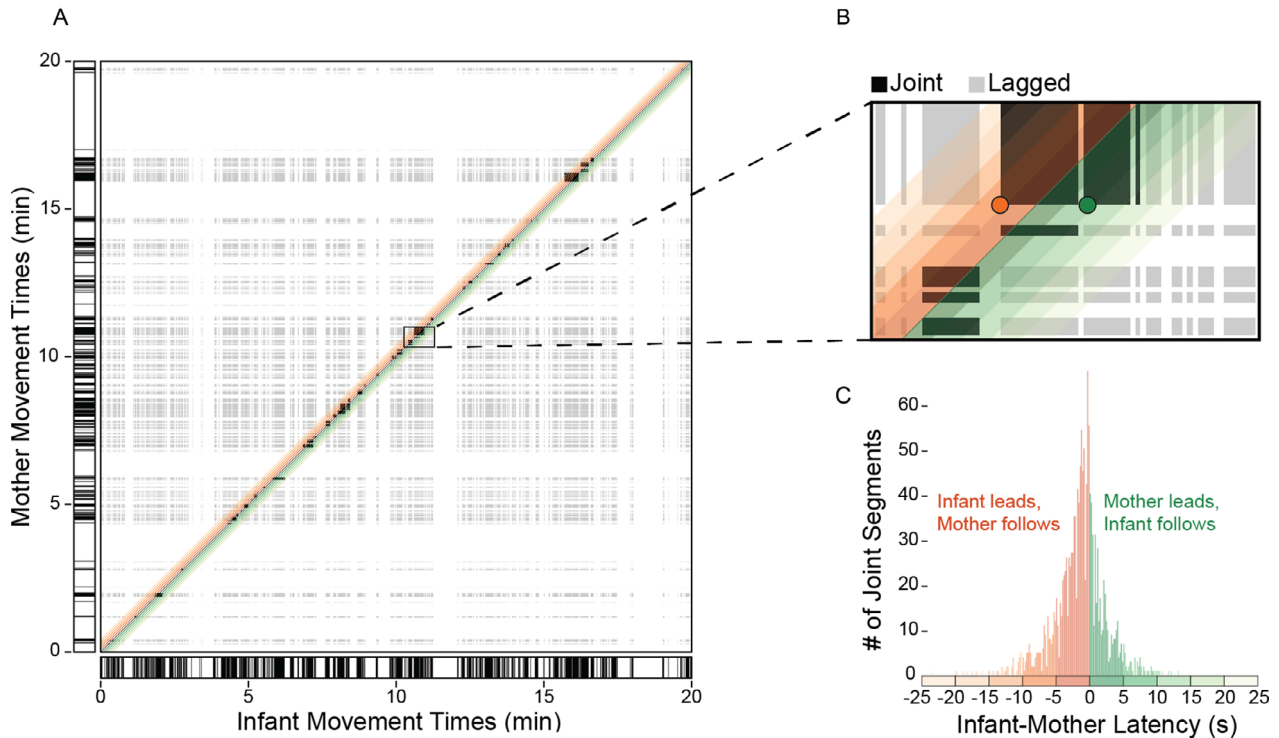 A
B
20
15
10
5
0
Mother Movement Times (min)
0
5
10
15
20
Infant Movement Times (min)
Joint
Lagged
C
60
50
40
30
20
10
0
# of Joint Segments
Infant leads,
Mother follows
Mother leads,
Infant follows
-25 -20 -15 -10 -5 0 5 10 15 20 25
Infant-Mother Latency (s)